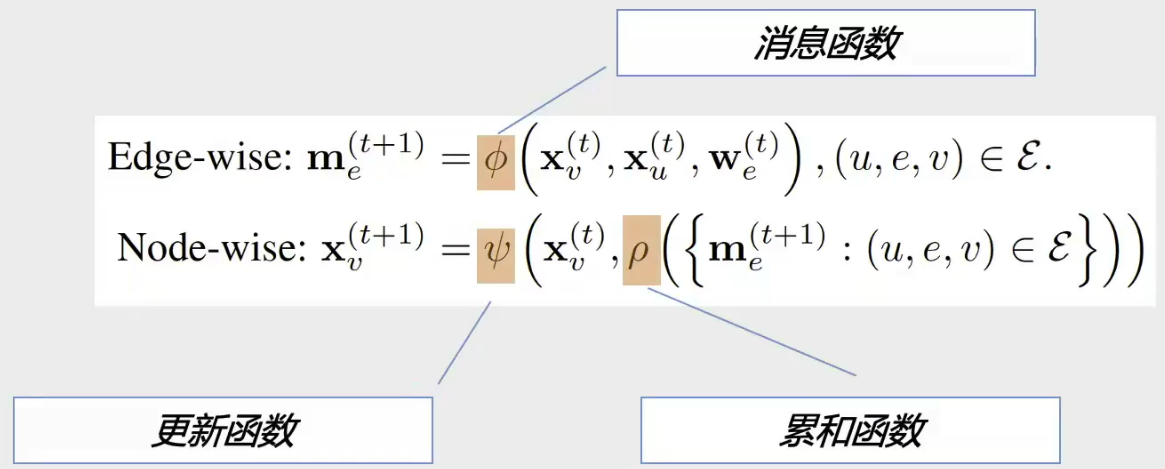 消息函数
Edge-wise: $\mathbf{m}_e^{(t+1)} = \phi\left(\mathbf{x}_v^{(t)}, \mathbf{x}_u^{(t)}, \mathbf{w}_e^{(t)}\right), (u, e, v) \in \mathcal{E}.$
Node-wise: $\mathbf{x}_v^{(t+1)} = \psi\left(\mathbf{x}_v^{(t)}, \rho\left(\left\{\mathbf{m}_e^{(t+1)} : (u, e, v) \in \mathcal{E}\right\}\right)\right)$
更新函数 累和函数